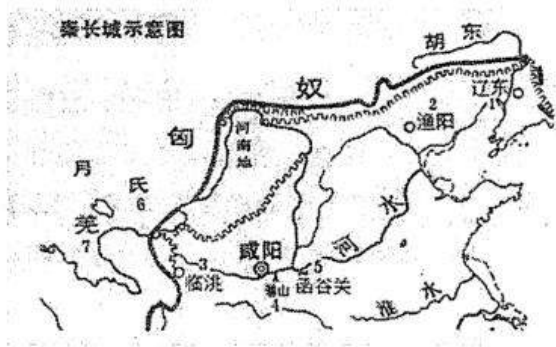 秦长城示意图
胡 东
匈 奴
辽东
1
2
渔阳
河南地
月氏
6
羌
7
3
临洮
咸阳
骊山
4
5
函谷关
河水
淮水